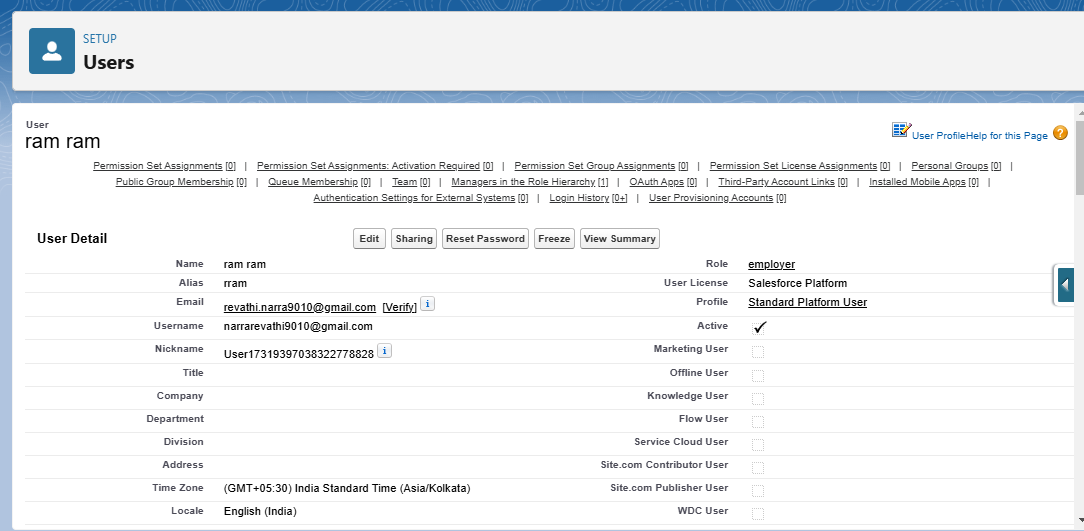 SETUP
Users
User
ram ram
User Profile Help for this Page ?
Permission Set Assignments [0] | Permission Set Assignments: Activation Required [0] | Permission Set Group Assignments [0] | Permission Set License Assignments [0] | Personal Groups [0] |
Public Group Membership [0] | Queue Membership [0] | Team [0] | Managers in the Role Hierarchy [1] | OAuth Apps [0] | Third-Party Account Links [0] | Installed Mobile Apps [0] |
Authentication Settings for External Systems [0] | Login History [0+] | User Provisioning Accounts [0]
User Detail Edit Sharing Reset Password Freeze View Summary
Name ram ram Role employer
Alias rram User License Salesforce Platform
Email revathi.narra9010@gmail.com [Verify] i Profile Standard Platform User
Username narrarevathi9010@gmail.com Active
Nickname User17319397038322778828 i Marketing User
Title Offline User
Company Knowledge User
Department Flow User
Division Service Cloud User
Address Site.com Contributor User
Time Zone (GMT+05:30) India Standard Time (Asia/Kolkata) Site.com Publisher User
Locale English (India) WDC User